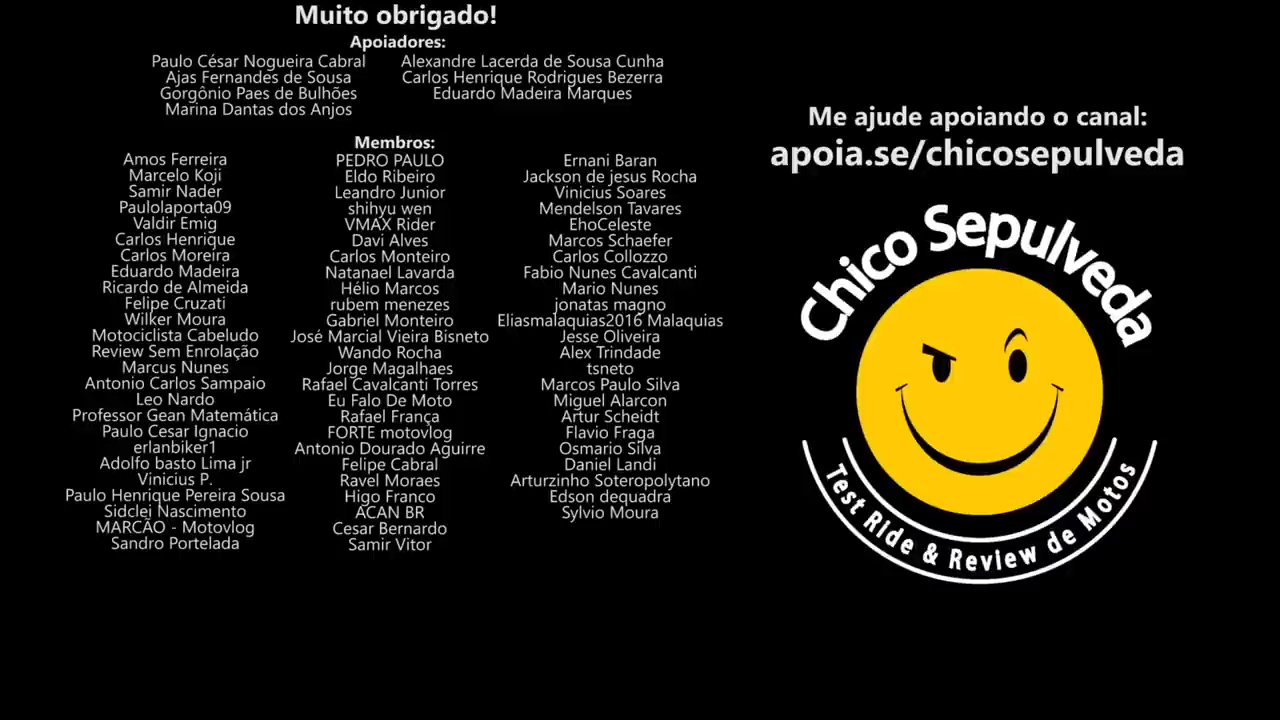 Muito obrigado!
Apoiadores:
Paulo César Nogueira Cabral
Ajas Fernandes de Sousa
Gorgônio Paes de Bulhões
Marina Dantas dos Anjos
Alexandre Lacerda de Sousa Cunha
Carlos Henrique Rodrigues Bezerra
Eduardo Madeira Marques
Membros:
Amos Ferreira
Marcelo Koji
Samir Nader
Paulolaporta09
Valdir Emig
Carlos Henrique
Carlos Moreira
Eduardo Madeira
Ricardo de Almeida
Felipe Cruzati
Wilker Moura
Motociclista Cabeludo
Review Sem Enrolação
Marcus Nunes
Antonio Carlos Sampaio
Leo Nardo
Professor Gean Matemática
Paulo Cesar Ignacio
erlanbiker1
Adolfo basto Lima jr
Vinicius P.
Paulo Henrique Pereira Sousa
Sidclei Nascimento
MARCÃO - Motovlog
Sandro Portelada
PEDRO PAULO
Eldo Ribeiro
Leandro Junior
shihyu wen
VMAX Rider
Davi Alves
Carlos Monteiro
Natanael Lavarda
Hélio Marcos
rubem menezes
Gabriel Monteiro
José Marcial Vieira Bisneto
Wando Rocha
Jorge Magalhaes
Rafael Cavalcanti Torres
Eu Falo De Moto
Rafael França
FORTE motovlog
Antonio Dourado Aguirre
Felipe Cabral
Ravel Moraes
Higo Franco
ACAN BR
Cesar Bernardo
Samir Vitor
Ernani Baran
Jackson de jesus Rocha
Vinicius Soares
Mendelson Tavares
EhoCeleste
Marcos Schaefer
Carlos Collozzo
Fabio Nunes Cavalcanti
Mario Nunes
jonatas magno
Eliasmalaquias2016 Malaquias
Jesse Oliveira
Alex Trindade
tsneto
Marcos Paulo Silva
Miguel Alarcon
Artur Scheidt
Flavio Fraga
Osmario Silva
Daniel Landi
Arturzinho Soteropolytano
Edson dequadra
Sylvio Moura
Me ajude apoiando o canal:
apoia.se/chicosepulveda
Chico Sepulveda
Test Ride & Review de Motos